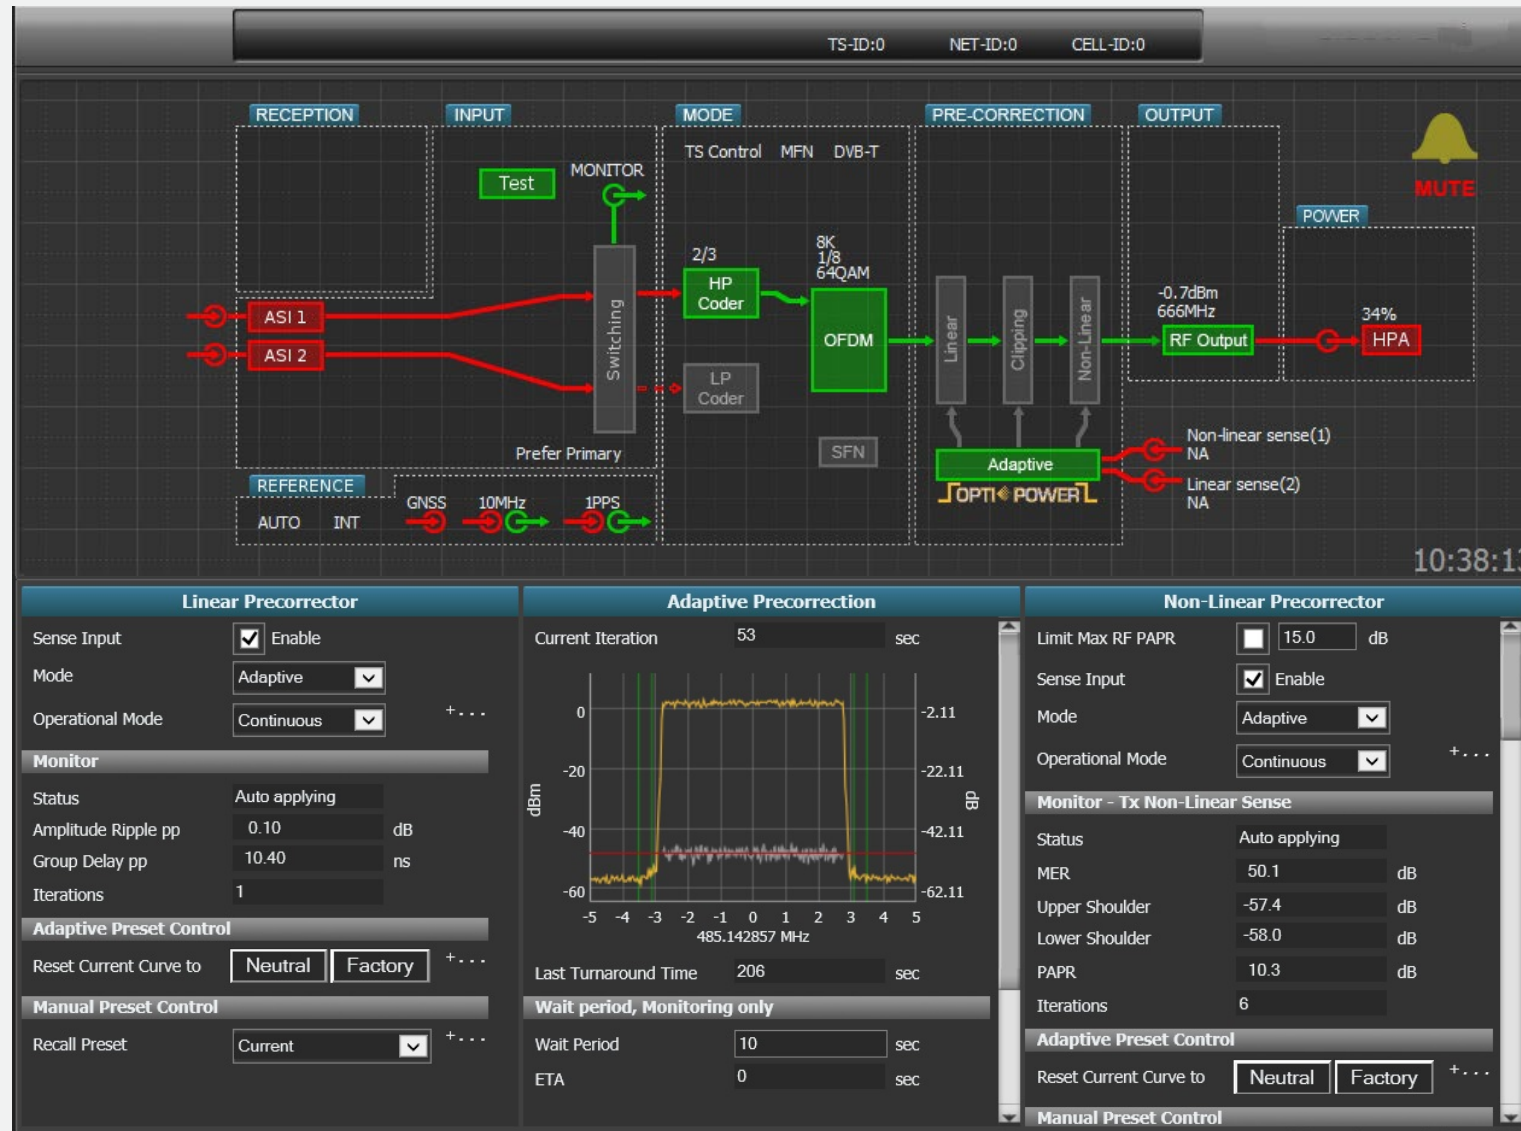 TS-ID:0 NET-ID:0 CELL-ID:0
RECEPTION INPUT MODE PRE-CORRECTION OUTPUT
TS Control MFN DVB-T
MONITOR
Test
MUTE
POWER
2/3
8K
1/8
64QAM
HP
Coder
-0.7dBm
666MHz
ASI 1
34%
Switching
OFDM
Linear
Clipping
Non-Linear
RF Output
HPA
ASI 2
LP
Coder
Prefer Primary
SFN
Adaptive
OPTI POWER
Non-linear sense(1)
NA
Linear sense(2)
NA
REFERENCE
GNSS 10MHz 1PPS
AUTO INT
10:38:13
Linear Precorrector
Sense Input Enable
Mode Adaptive
Operational Mode Continuous +...
Monitor
Status Auto applying
Amplitude Ripple pp 0.10 dB
Group Delay pp 10.40 ns
Iterations 1
Adaptive Preset Control
Reset Current Curve to Neutral Factory +...
Manual Preset Control
Recall Preset Current +...
Adaptive Precorrection
Current Iteration 53 sec
0 -2.11
-20 -22.11
dBm dB
-40 -42.11
-60 -62.11
-5 -4 -3 -2 -1 0 1 2 3 4 5
485.142857 MHz
Last Turnaround Time 206 sec
Wait period, Monitoring only
Wait Period 10 sec
ETA 0 sec
Non-Linear Precorrector
Limit Max RF PAPR 15.0 dB
Sense Input Enable
Mode Adaptive
Operational Mode Continuous +...
Monitor - Tx Non-Linear Sense
Status Auto applying
MER 50.1 dB
Upper Shoulder -57.4 dB
Lower Shoulder -58.0 dB
PAPR 10.3 dB
Iterations 6
Adaptive Preset Control
Reset Current Curve to Neutral Factory +...
Manual Preset Control